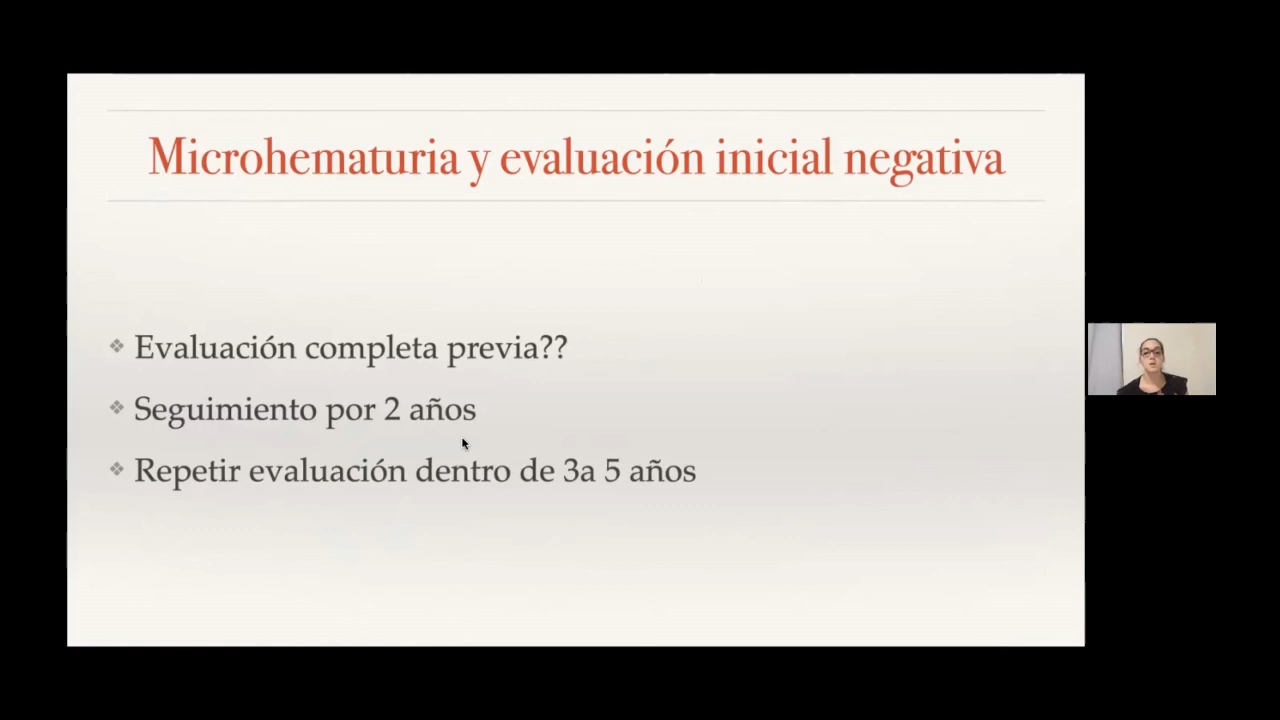 Microhematuria y evaluación inicial negativa
Evaluación completa previa??
Seguimiento por 2 años
Repetir evaluación dentro de 3a 5 años